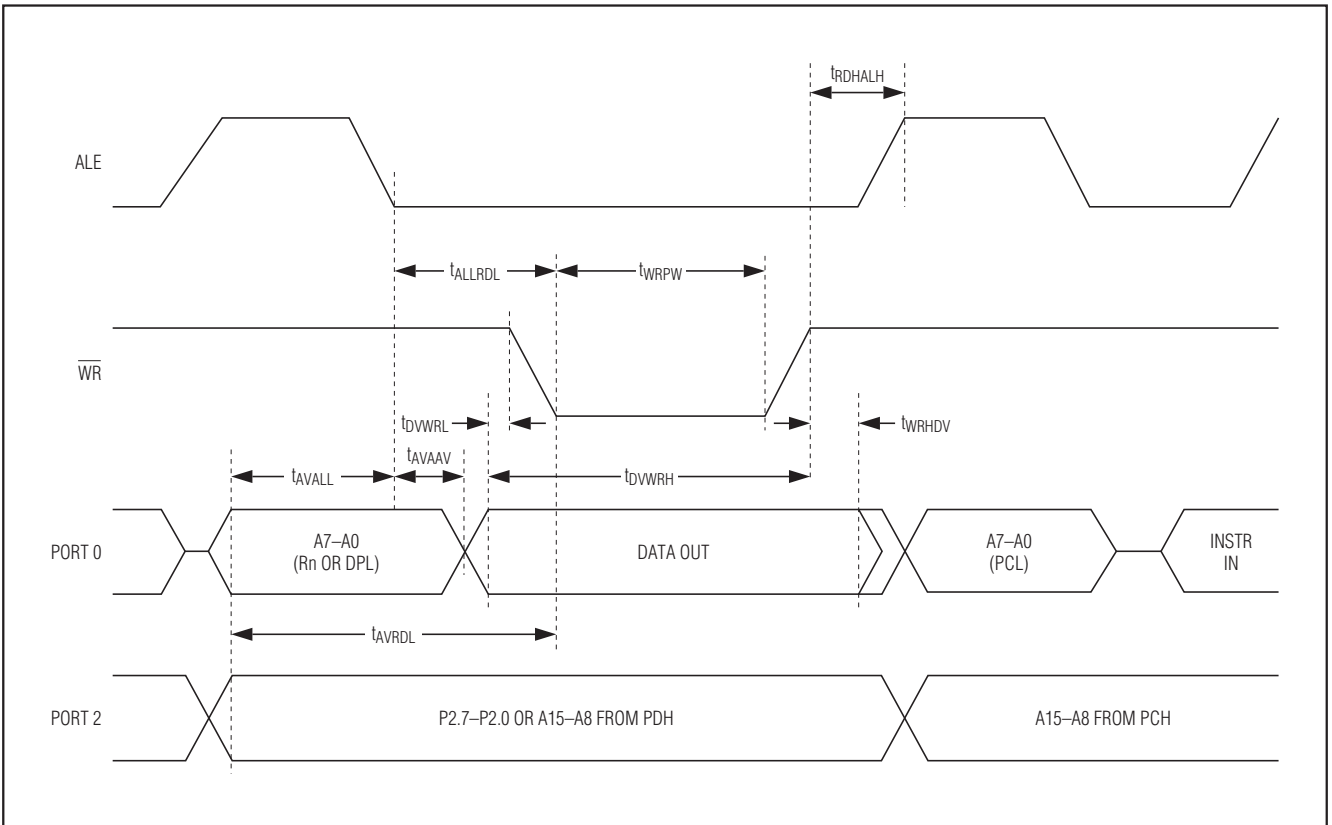 tRDHALH
ALE
tALLRDL
tWRPW
WR
tDVWRL
tWRHDV
tAVAAV
tAVALL
tDVWRH
PORT 0
A7–A0
(Rn OR DPL)
DATA OUT
A7–A0
(PCL)
INSTR
IN
tAVRDL
PORT 2
P2.7–P2.0 OR A15–A8 FROM PDH
A15–A8 FROM PCH